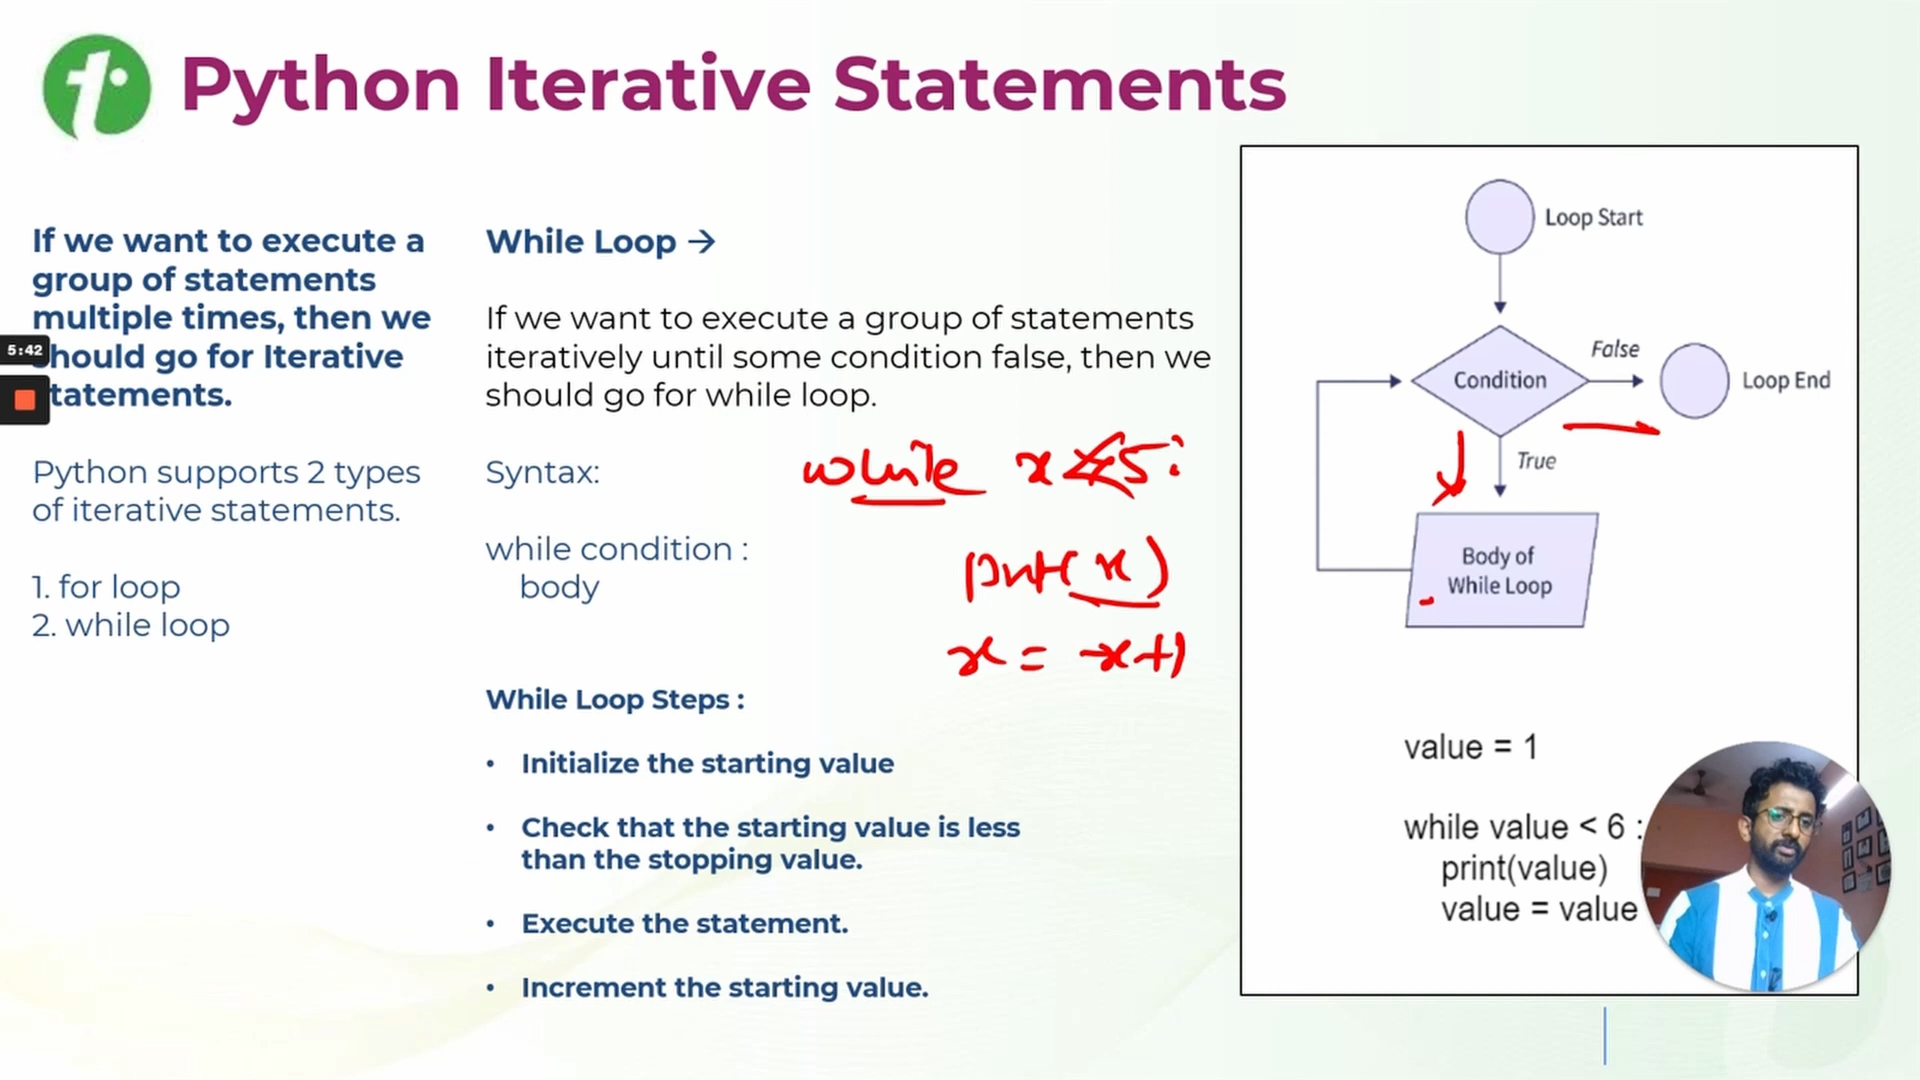 Python Iterative Statements
If we want to execute a
group of statements
multiple times, then we
should go for Iterative
statements.
5:42
Python supports 2 types
of iterative statements.
1. for loop
2. while loop
While Loop →
If we want to execute a group of statements
iteratively until some condition false, then we
should go for while loop.
Syntax:
while condition :
body
while x<5:
print(x)
x = x+1
While Loop Steps :
• Initialize the starting value
• Check that the starting value is less
than the stopping value.
• Execute the statement.
• Increment the starting value.
Loop Start
False
Condition
Loop End
True
Body of
While Loop
value = 1
while value < 6 :
print(value)
value = value